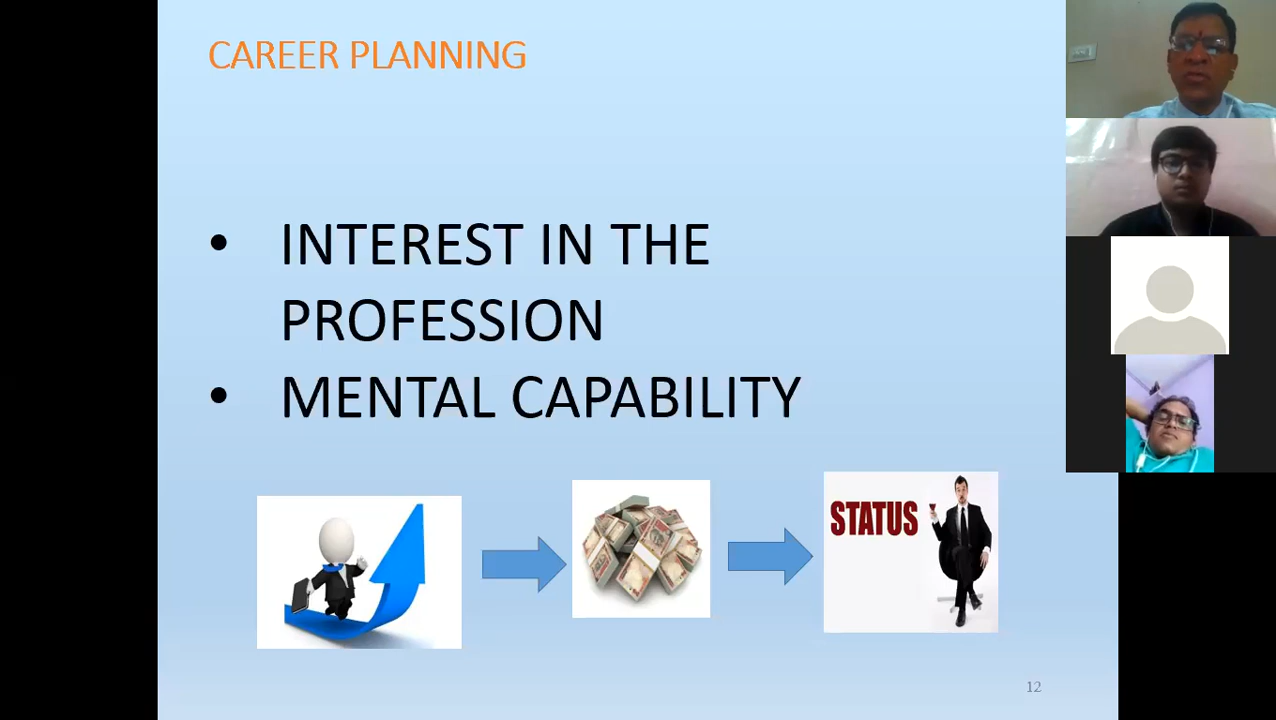 CAREER PLANNING
• INTEREST IN THE
PROFESSION
• MENTAL CAPABILITY
STATUS
12